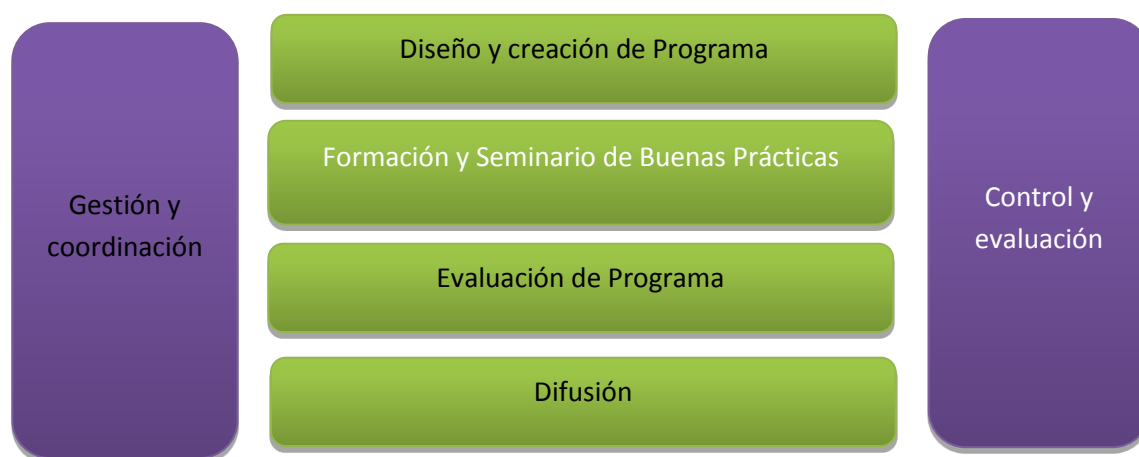 Gestión y
coordinación
Diseño y creación de Programa
Formación y Seminario de Buenas Prácticas
Evaluación de Programa
Difusión
Control y
evaluación